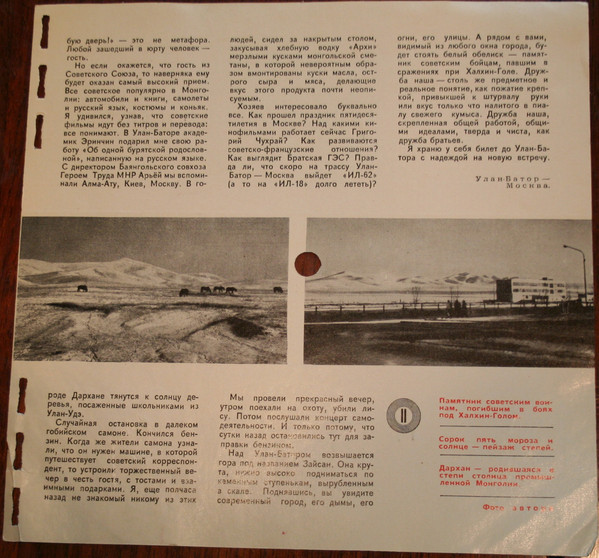 бую дверь!» — это не метафора.
Любой зашедший в юрту человек —
гость.
Но если окажется, что гость из
Советского Союза, то наверняка ему
будет оказан самый высокий прием.
Все советское популярно в Монго-
лии: автомобили и книги, самолеты
и русский язык, костюмы и коньяк.
Я удивился, узнав, что советские
фильмы идут без титров и перевода:
все понимают. В Улан-Баторе акаде-
мик Эринчин подарил мне свою ра-
боту «Об одной бурятской родослов-
ной», написанную на русском языке.
С директором Баянгольского совхоза
Героем Труда МНР Арьёй мы вспоми-
нали Алма-Ату, Киев, Москву. В го-
роде Дархане тянутся к солнцу де-
ревья, посаженные школьниками из
Улан-Удэ.
Случайная остановка в далеком
гобийском самоне. Кончился бен-
зин. Когда же жители самона узна-
ли, что он нужен машине, в которой
путешествует советский корреспон-
дент, то устроили торжественный ве-
чер в честь гостя, с тостами и вза-
имными подарками. Я, еще полчаса
назад не знакомый никому из этих
людей, сидел за накрытым столом,
закусывая хлебную водку «Архи»
мерзлыми кусками монгольской сме-
таны, в которой невероятным обра-
зом вмонтированы куски масла, ост-
рого сыра и мяса, делающие
вкус этого продукта почти неопи-
суемым.
Хозяев интересовало буквально
все. Как прошел праздник пятидеся-
тилетия в Москве? Над какими ки-
нофильмами работает сейчас Григо-
рий Чухрай? Как развиваются
советско-французские отношения?
Как выглядит Братская ГЭС? Прав-
да ли, что скоро на трассу Улан-
Батор — Москва выйдет «ИЛ-62»
(а то на «ИЛ-18» долго лететь)?
Мы провели прекрасный вечер,
утром поехали на охоту, убили ли-
су. Потом послушали концерт само-
деятельности. И только потому, что
сутки назад остановились тут для за-
правки бензином.
Над Улан-Батором возвышается
гора под названием Зайсан. Она кру-
та, нужно высоко подниматься по
каменным ступенькам, вырубленным
в скале. Поднявшись, вы увидите
современный город, его дымы, его
огни, его улицы. А рядом с вами,
видимый из любого окна города, бу-
дет стоять белый обелиск — памят-
ник советским бойцам, павшим в
сражениях при Халхин-Голе. Друж-
ба наша — столь же предметное и
реальное понятие, как пожатие креп-
кой, привыкшей к штурвалу руки
или вкус только что налитого в пиа-
лу свежего кумыса. Дружба наша,
скрепленная общей работой, общи-
ми идеалами, тверда и чиста, как
дружба братьев.
Я храню у себя билет до Улан-Ба-
тора с надеждой на новую встречу.
Улан-Батор —
Москва.
11
Памятник советским вои-
нам, погибшим в боях
под Халхин-Голом.
Сорок пять мороза и
солнце — пейзаж степей.
Дархан — родившаяся в
степи столица промыш-
ленной Монголии.
Фото автора